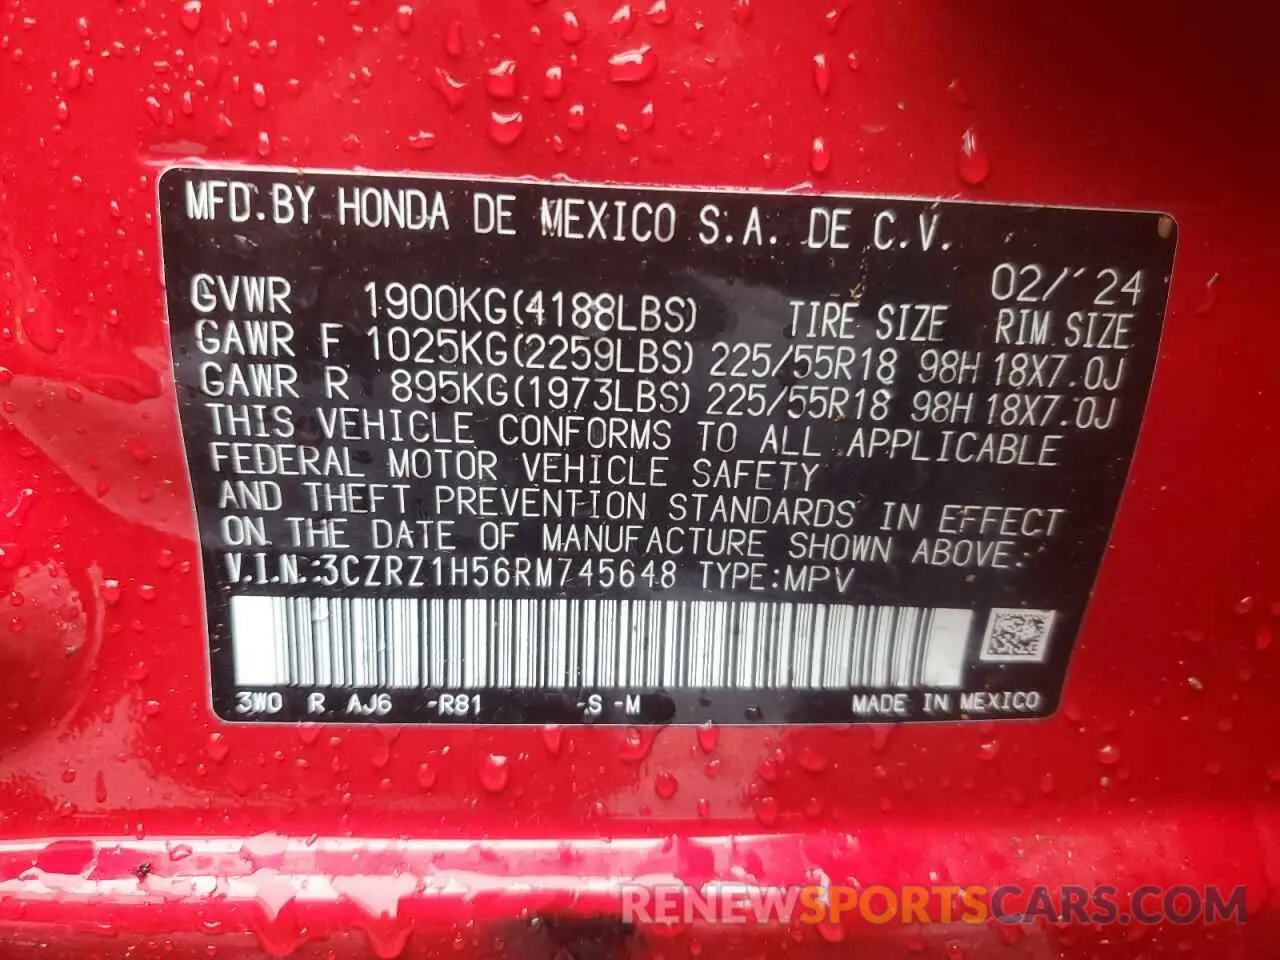 MFD.BY HONDA DE MEXICO S.A. DE C.V.
02/'24
GVWR 1900KG(4188LBS) TIRE SIZE RIM SIZE
GAWR F 1025KG(2259LBS) 225/55R18 98H 18X7.0J
GAWR R 895KG(1973LBS) 225/55R18 98H 18X7.0J
THIS VEHICLE CONFORMS TO ALL APPLICABLE
FEDERAL MOTOR VEHICLE SAFETY
AND THEFT PREVENTION STANDARDS IN EFFECT
ON THE DATE OF MANUFACTURE SHOWN ABOVE.
V.I.N.:3CZRZ1H56RM745648 TYPE:MPV
3W0 R AJ6 -R81 -S -M MADE IN MEXICO
RENEWSPORTSCARS.COM